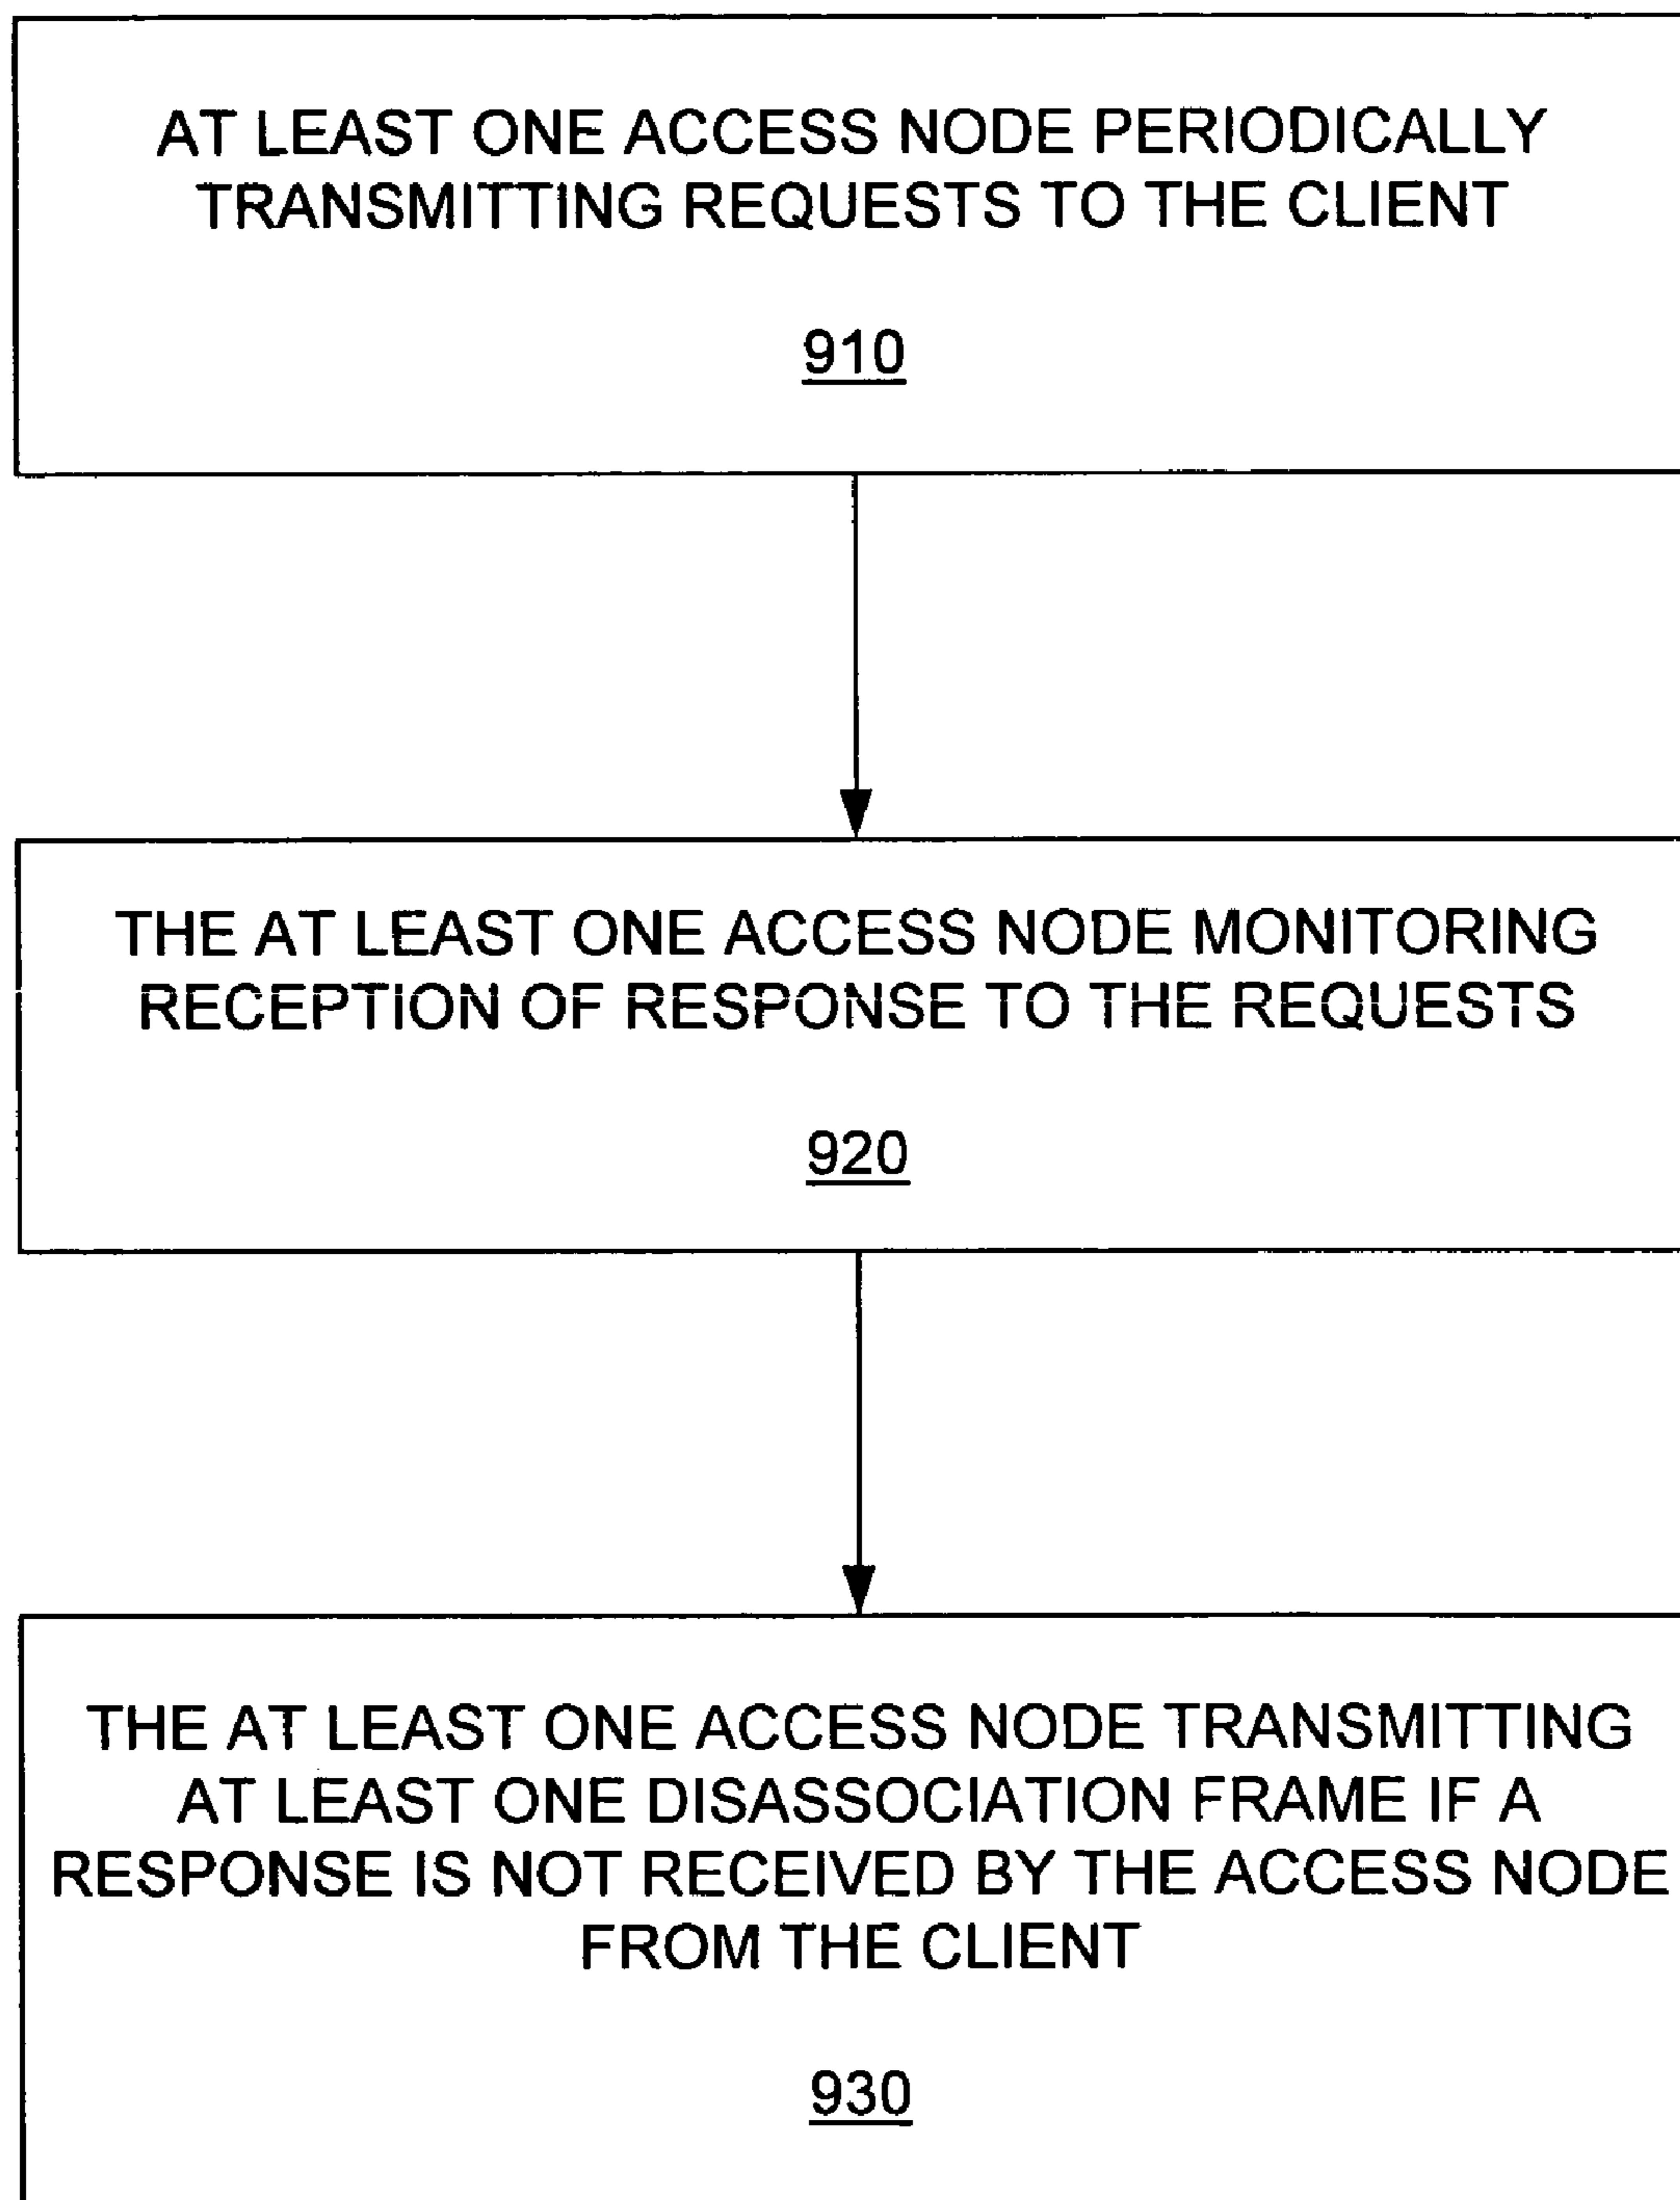 AT LEAST ONE ACCESS NODE PERIODICALLY
TRANSMITTING REQUESTS TO THE CLIENT
910
THE AT LEAST ONE ACCESS NODE MONITORING
RECEPTION OF RESPONSE TO THE REQUESTS
920
THE AT LEAST ONE ACCESS NODE TRANSMITTING
AT LEAST ONE DISASSOCIATION FRAME IF A
RESPONSE IS NOT RECEIVED BY THE ACCESS NODE
FROM THE CLIENT
930